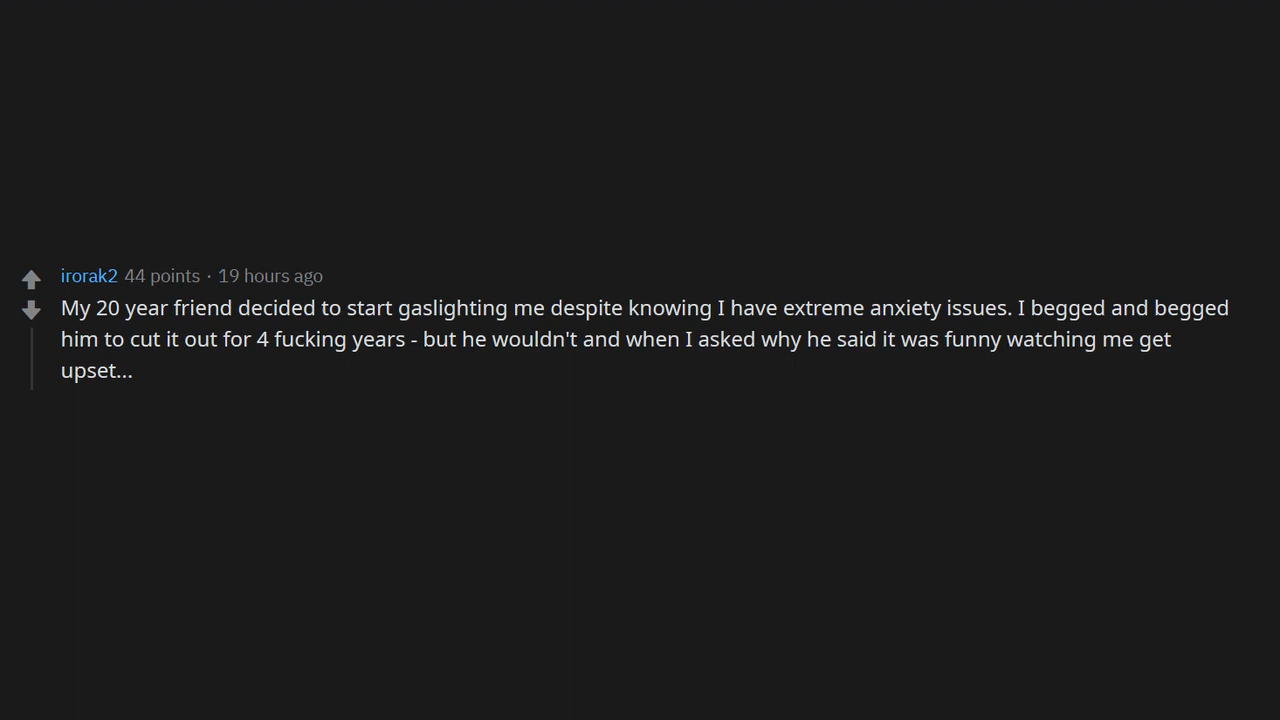 irorak2 44 points · 19 hours ago
My 20 year friend decided to start gaslighting me despite knowing I have extreme anxiety issues. I begged and begged
him to cut it out for 4 fucking years - but he wouldn't and when I asked why he said it was funny watching me get
upset...